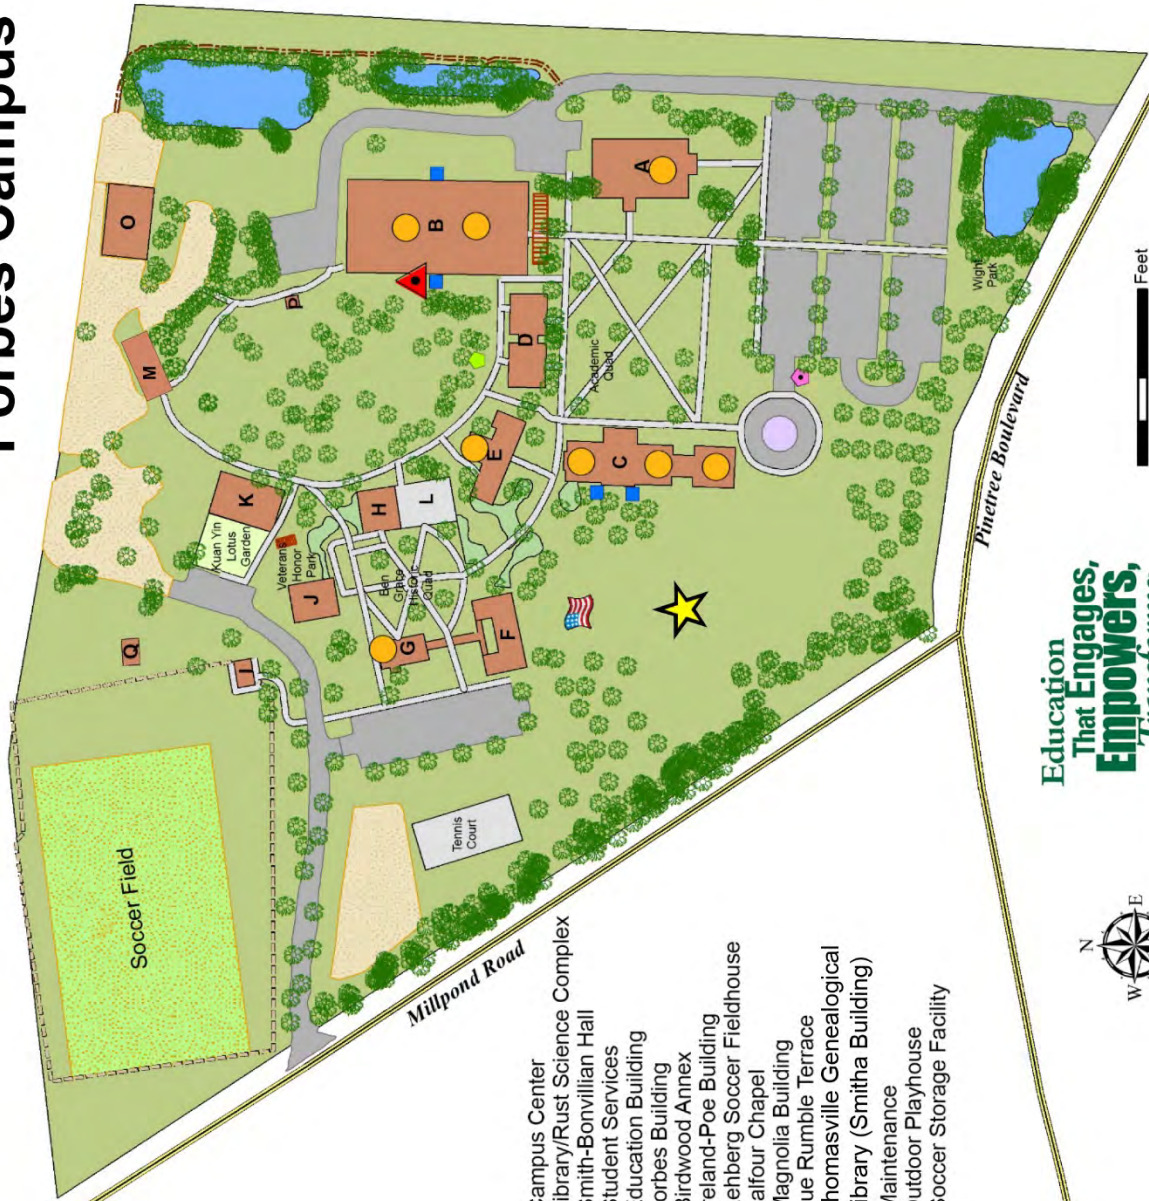 Forbes Campus
O
M
P
B
A
K
Kuan Yin
Lotus
Garden
D
Wight
Park
Academic
Quad
E
C
H
L
Veterans
Honor
Park
J
Ben
Grace
Historic
Quad
G
F
Q
I
Soccer Field
Tennis
Court
Millpond Road
Pinetree Boulevard
Feet
Education
That Engages,
Empowers,
N
W
E
ampus Center
ibrary/Rust Science Complex
mith-Bonvillian Hall
tudent Services
ducation Building
orbes Building
irdwood Annex
reland-Poe Building
ehberg Soccer Fieldhouse
alfour Chapel
agnolia Building
ue Rumble Terrace
homasville Genealogical
ibrary (Smitha Building)
Maintenance
utdoor Playhouse
occer Storage Facility